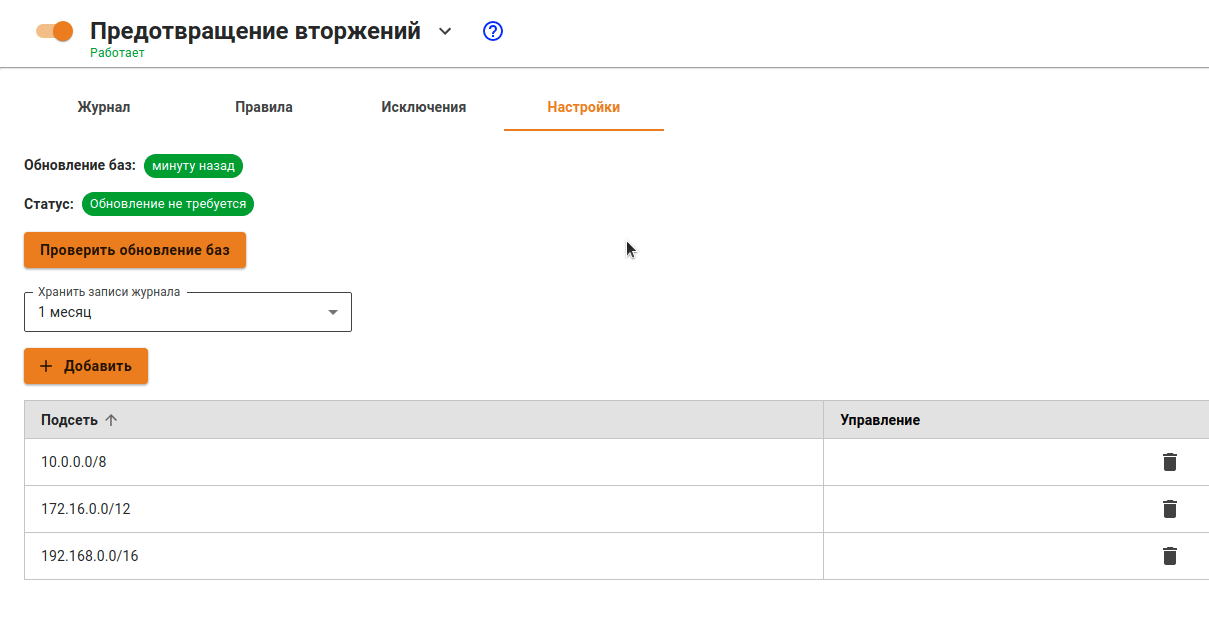 Предотвращение вторжений
Работает
Журнал Правила Исключения Настройки
Обновление баз: минуту назад
Статус: Обновление не требуется
Проверить обновление баз
Хранить записи журнала
1 месяц
+ Добавить
Подсеть ↑ Управление
10.0.0.0/8
172.16.0.0/12
192.168.0.0/16